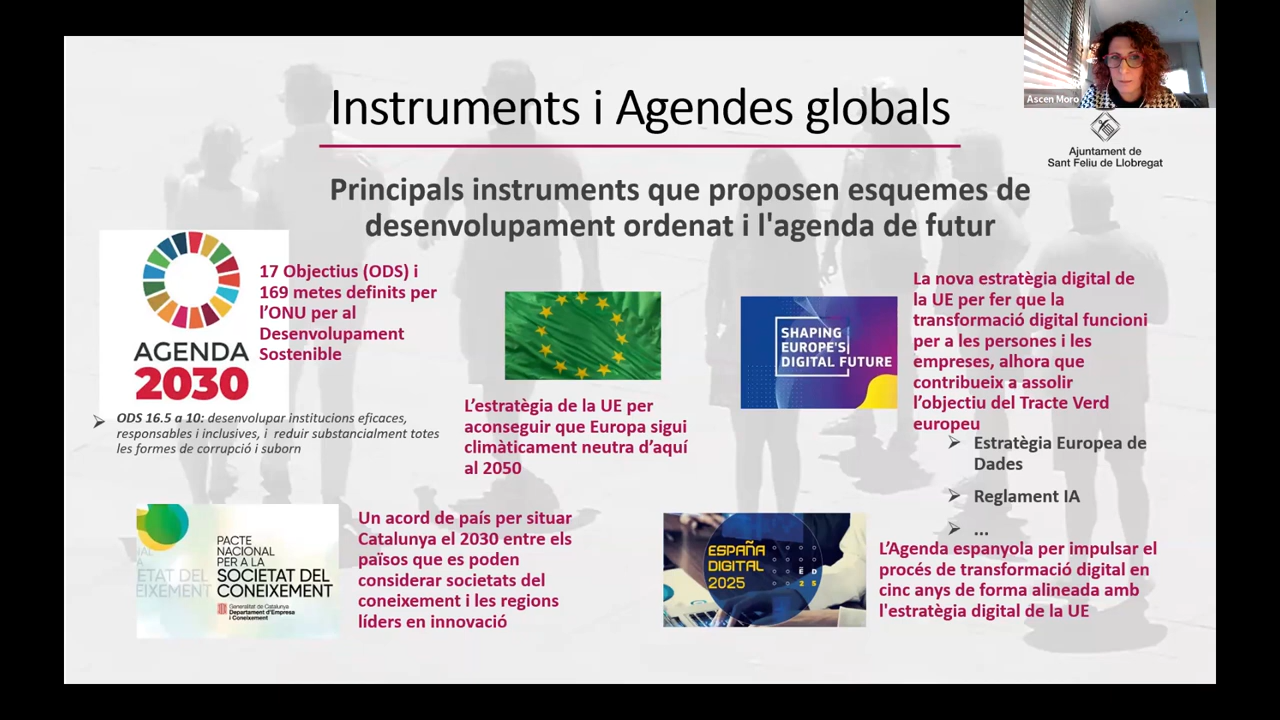 Ascen Moro
Ajuntament de
Sant Feliu de Llobregat
Instruments i Agendes globals
Principals instruments que proposen esquemes de
desenvolupament ordenat i l'agenda de futur
AGENDA
2030
17 Objectius (ODS) i
169 metes definits per
l’ONU per al
Desenvolupament
Sostenible
➢ ODS 16.5 a 10: desenvolupar institucions eficaces,
responsables i inclusives, i reduir substancialment totes
les formes de corrupció i suborn
L’estratègia de la UE per
aconseguir que Europa sigui
climàticament neutra d’aquí
al 2050
SHAPING
EUROPE'S
DIGITAL FUTURE
La nova estratègia digital de
la UE per fer que la
transformació digital funcioni
per a les persones i les
empreses, alhora que
contribueix a assolir
l’objectiu del Tracte Verd
europeu
➢ Estratègia Europea de
Dades
➢ Reglament IA
➢ ...
PACTE
NACIONAL
PER A LA
SOCIETAT DEL
CONEIXEMENT
ETAT DEL
EIXEMENT
Generalitat de Catalunya
Departament d'Empresa
i Coneixement
Un acord de país per situar
Catalunya el 2030 entre els
països que es poden
considerar societats del
coneixement i les regions
líders en innovació
ESPAÑA
DIGITAL
2025
E D
2 5
L’Agenda espanyola per impulsar el
procés de transformació digital en
cinc anys de forma alineada amb
l'estratègia digital de la UE